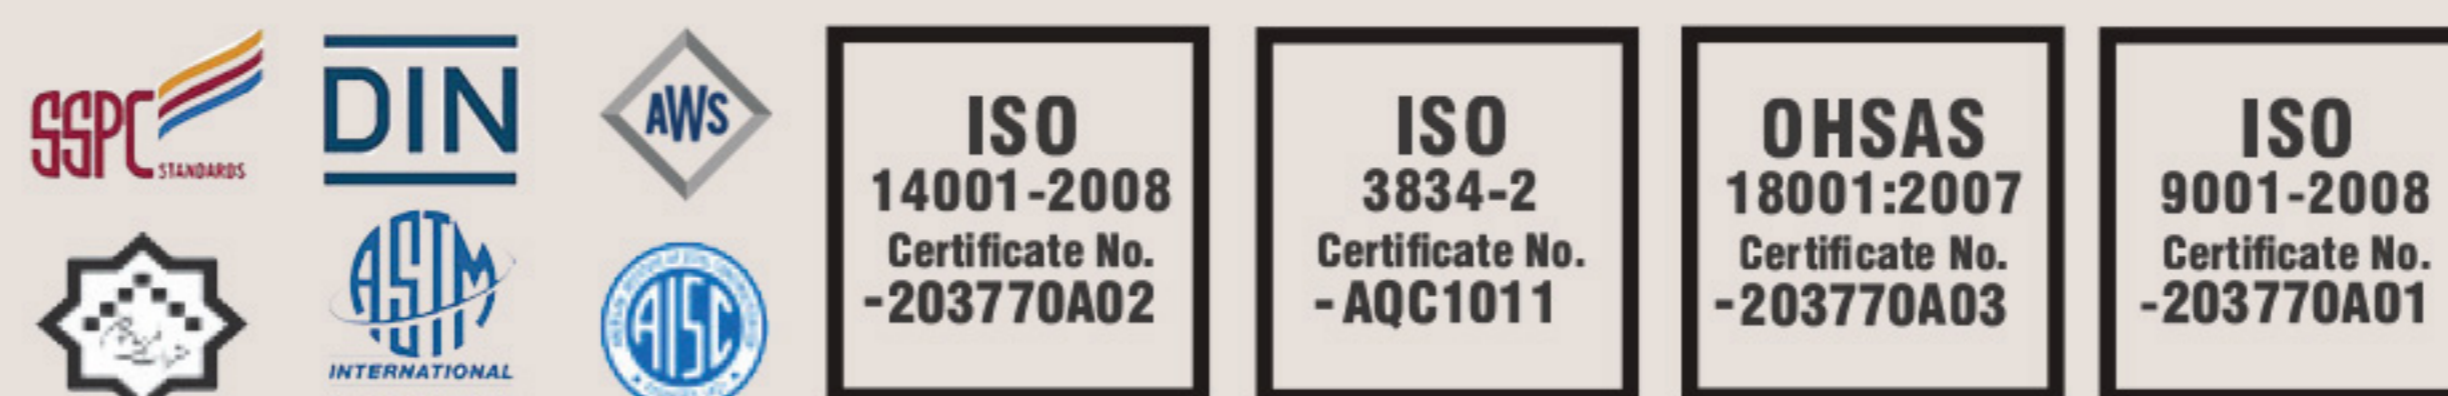 SSPC
STANDARDS
DIN
AWS
ASTM
INTERNATIONAL
AISC
ISO
14001-2008
Certificate No.
-203770A02
ISO
3834-2
Certificate No.
-AQC1011
OHSAS
18001:2007
Certificate No.
-203770A03
ISO
9001-2008
Certificate No.
-203770A01